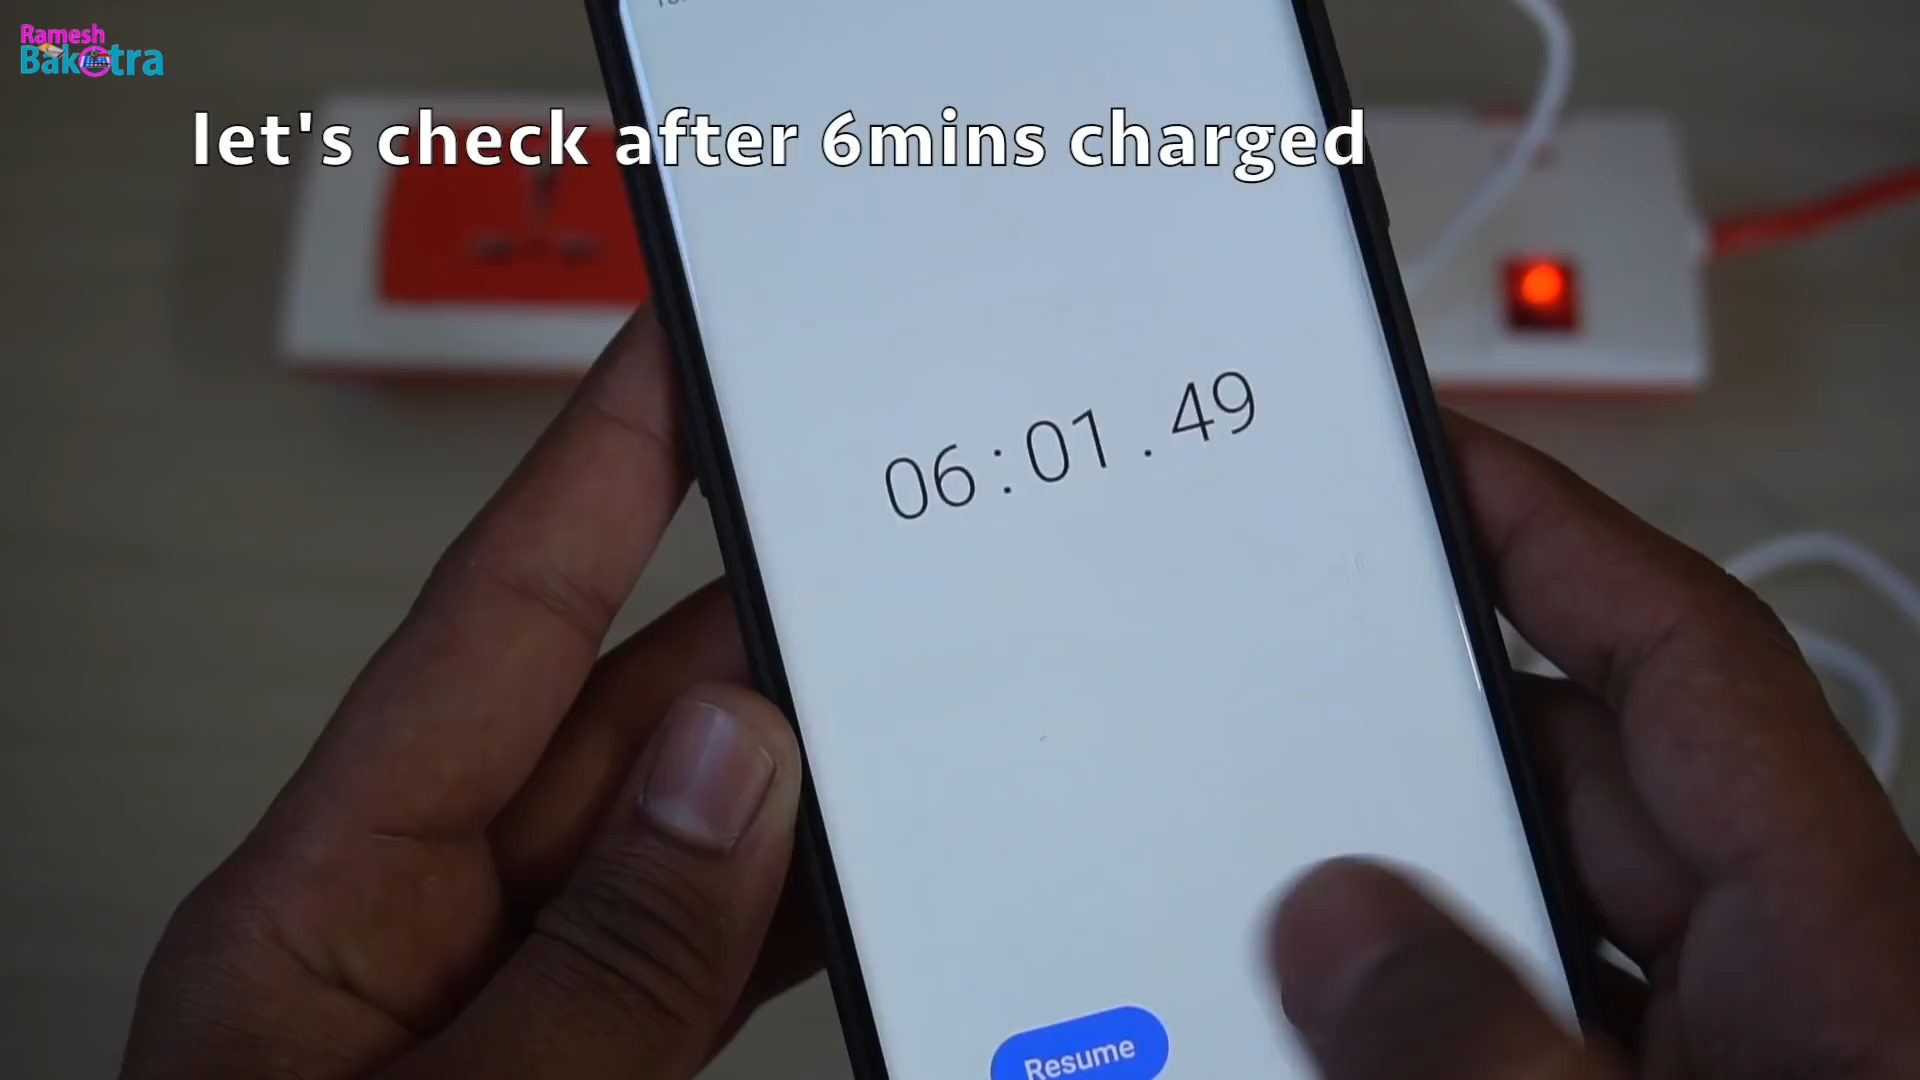 Ramesh
Bakotra
let's check after 6mins charged
06:01.49
Resume